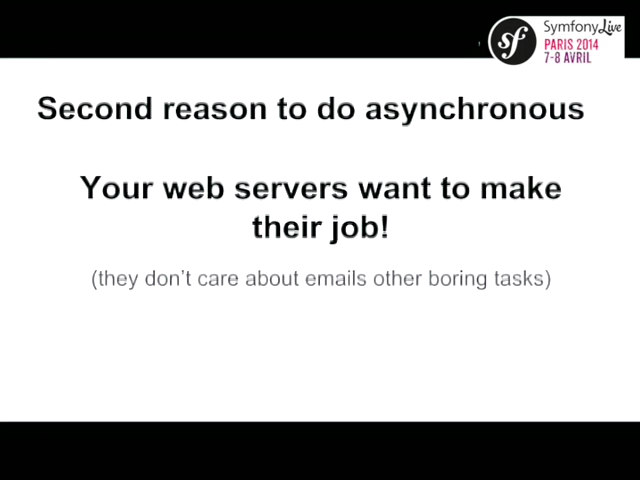 sf SymfonyLive
PARIS 2014
7-8 AVRIL
Second reason to do asynchronous
Your web servers want to make
their job!
(they don't care about emails other boring tasks)